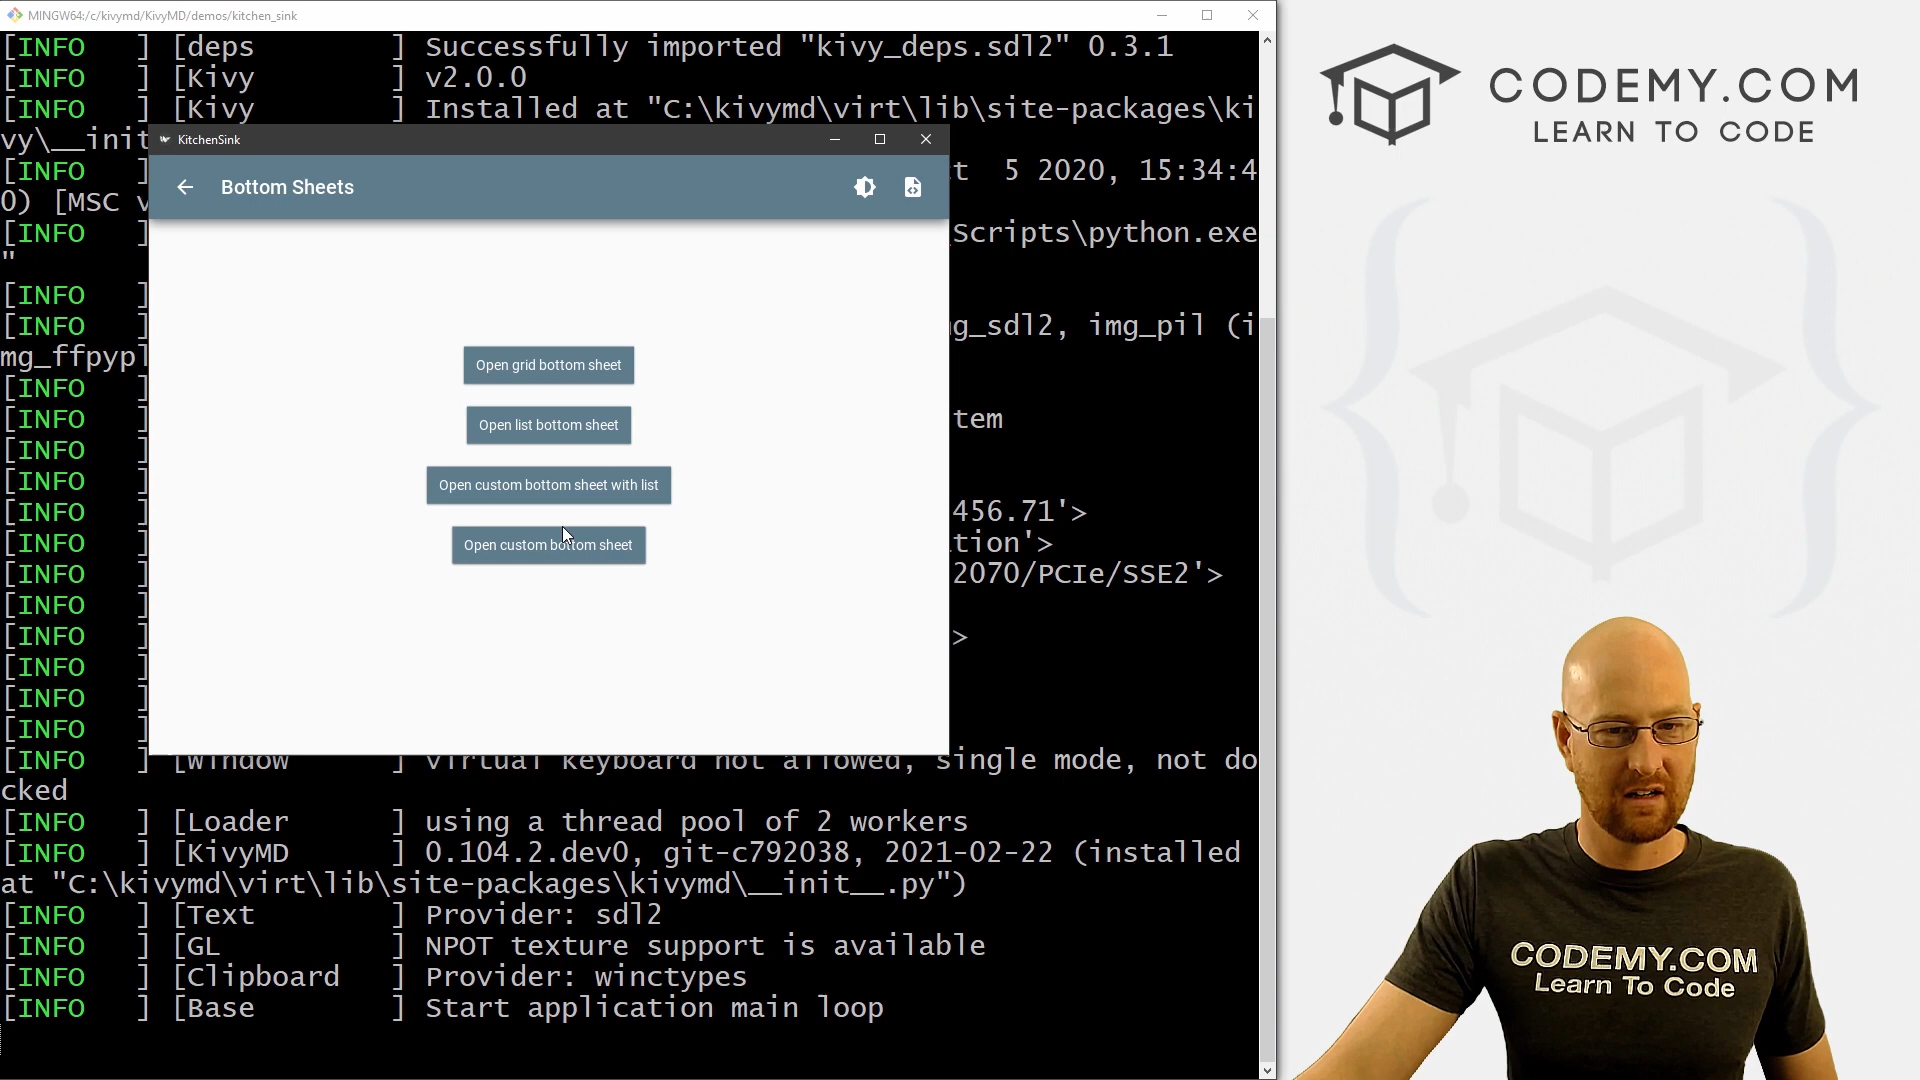 MINGW64:/c/kivymd/KivyMD/demos/kitchen_sink
[INFO   ] [deps        ] Successfully imported "kivy_deps.sdl2" 0.3.1
[INFO   ] [Kivy        ] v2.0.0
[INFO   ] [Kivy        ] Installed at "C:\kivymd\virt\lib\site-packages\ki
vy\__init
[INFO   ] t  5 2020, 15:34:4
0) [MSC v
[INFO   ] Scripts\python.exe
"
[INFO   ]
[INFO   ] g_sdl2, img_pil (i
mg_ffpypl
[INFO   ]
[INFO   ] tem
[INFO   ]
[INFO   ]
[INFO   ] 456.71'>
[INFO   ] tion'>
[INFO   ] 2070/PCIe/SSE2'>
[INFO   ]
[INFO   ] >
[INFO   ]
[INFO   ]
[INFO   ]
[INFO   ] [Window      ] virtual keyboard not allowed, single mode, not do
cked
[INFO   ] [Loader      ] using a thread pool of 2 workers
[INFO   ] [KivyMD      ] 0.104.2.dev0, git-c792038, 2021-02-22 (installed
at "C:\kivymd\virt\lib\site-packages\kivymd\__init__.py")
[INFO   ] [Text        ] Provider: sdl2
[INFO   ] [GL          ] NPOT texture support is available
[INFO   ] [Clipboard   ] Provider: winctypes
[INFO   ] [Base        ] Start application main loop
KitchenSink
Bottom Sheets
Open grid bottom sheet
Open list bottom sheet
Open custom bottom sheet with list
Open custom bottom sheet
CODEMY.COM
LEARN TO CODE
CODEMY.COM
Learn To Code